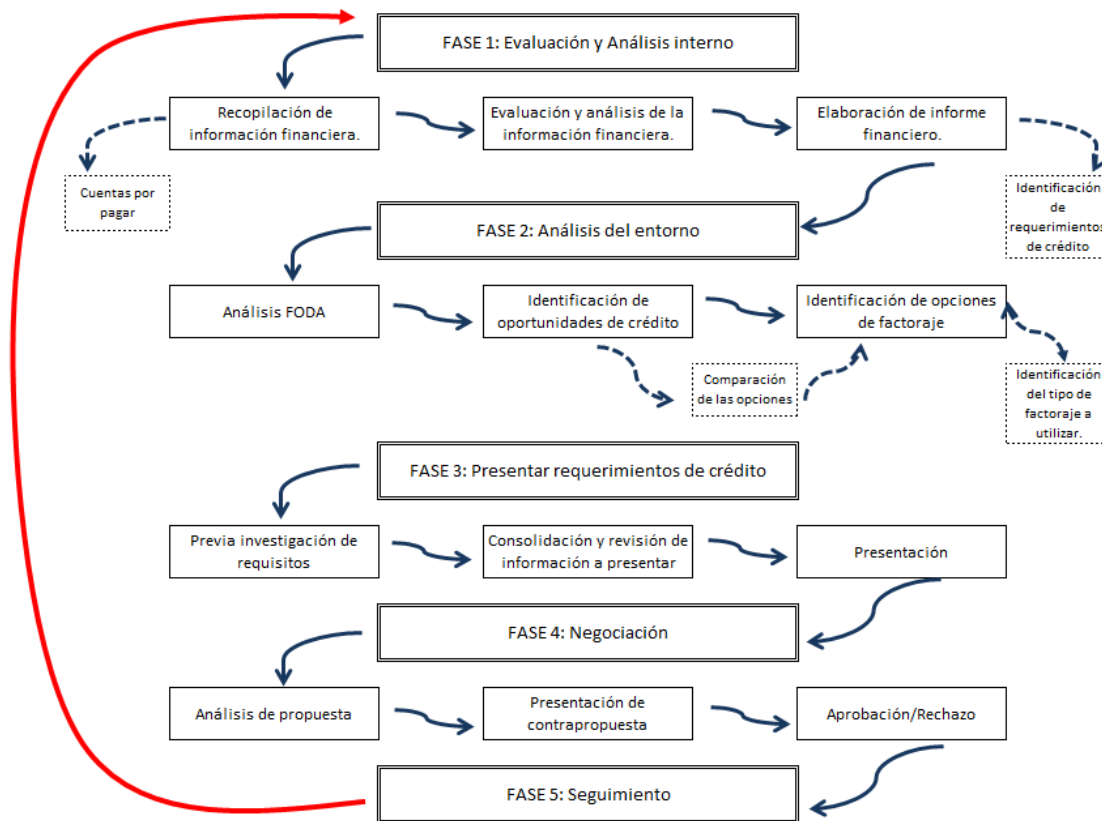 FASE 1: Evaluación y Análisis interno
Recopilación de
información financiera.
Evaluación y análisis de la
información financiera.
Elaboración de informe
financiero.
Cuentas por
pagar
Identificación
de
requerimientos
de crédito
FASE 2: Análisis del entorno
Análisis FODA
Identificación de
oportunidades de crédito
Identificación de opciones
de factoraje
Comparación
de las opciones
Identificación
del tipo de
factoraje a
utilizar.
FASE 3: Presentar requerimientos de crédito
Previa investigación de
requisitos
Consolidación y revisión de
información a presentar
Presentación
FASE 4: Negociación
Análisis de propuesta
Presentación de
contrapropuesta
Aprobación/Rechazo
FASE 5: Seguimiento